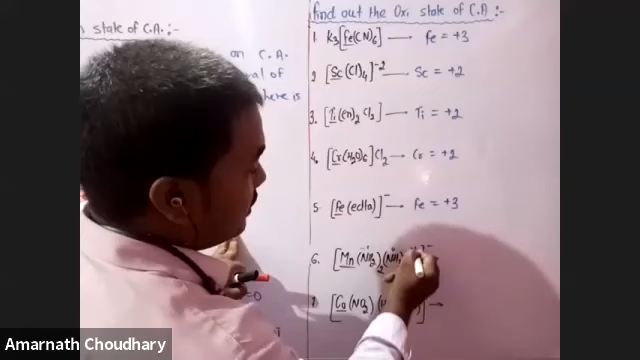 n state of C.A. :-
on C.A.
al of
here is
=0
find out the Oxi state of C.A :-
1. K3[Fe(CN)6] → Fe = +3
2 [Sc(Cl)4]-2 → Sc = +2
3. [Ti(en)2 Cl2] → Ti = +2
4. [Cr(H2O)6]Cl2 → Cr = +2
5. [Fe(edta)]- → Fe = +3
6. [Mn
7. [Co(NO2) →
Amarnath Choudhary